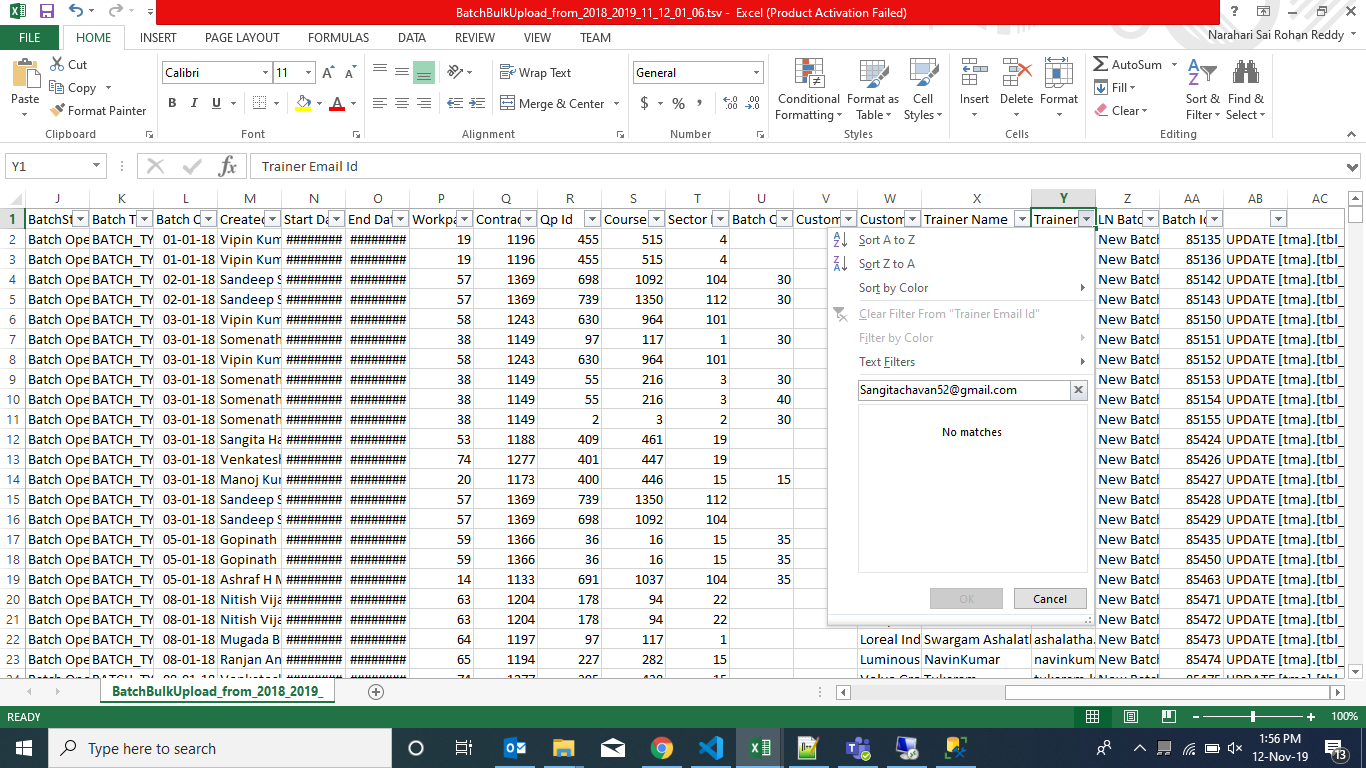 BatchBulkUpload_from_2018_2019_11_12_01_06.tsv - Excel (Product Activation Failed)
FILE HOME INSERT PAGE LAYOUT FORMULAS DATA REVIEW VIEW TEAM Narahari Sai Rohan Reddy
Paste Cut Copy Format Painter
Calibri 11 Wrap Text General
B I U Merge & Center $ %
Conditional Formatting Format as Table Cell Styles Insert Delete Format
AutoSum Fill Clear Sort & Filter Find & Select
Clipboard Font Alignment Number Styles Cells Editing
Y1 fx Trainer Email Id
J K L M N O P Q R S T U V W X Y Z AA AB AC
1 BatchSt Batch T Batch C Created Start Da End Dat Workpa Contrac Qp Id Course Sector Batch C Custom Custom Trainer Name Trainer LN Batc Batch Id
2 Batch Ope BATCH_TY 01-01-18 Vipin Kum ######## ######## 19 1196 455 515 4 New Batch 85135 UPDATE [tma].[tbl_
3 Batch Ope BATCH_TY 01-01-18 Vipin Kum ######## ######## 19 1196 455 515 4 New Batch 85136 UPDATE [tma].[tbl_
4 Batch Ope BATCH_TY 02-01-18 Sandeep S ######## ######## 57 1369 698 1092 104 30 New Batch 85142 UPDATE [tma].[tbl_
5 Batch Ope BATCH_TY 02-01-18 Sandeep S ######## ######## 57 1369 739 1350 112 30 New Batch 85143 UPDATE [tma].[tbl_
6 Batch Ope BATCH_TY 03-01-18 Vipin Kum ######## ######## 58 1243 630 964 101 New Batch 85150 UPDATE [tma].[tbl_
7 Batch Ope BATCH_TY 03-01-18 Somenath ######## ######## 38 1149 97 117 1 30 New Batch 85151 UPDATE [tma].[tbl_
8 Batch Ope BATCH_TY 03-01-18 Vipin Kum ######## ######## 58 1243 630 964 101 New Batch 85152 UPDATE [tma].[tbl_
9 Batch Ope BATCH_TY 03-01-18 Somenath ######## ######## 38 1149 55 216 3 30 New Batch 85153 UPDATE [tma].[tbl_
10 Batch Ope BATCH_TY 03-01-18 Somenath ######## ######## 38 1149 55 216 3 40 New Batch 85154 UPDATE [tma].[tbl_
11 Batch Ope BATCH_TY 03-01-18 Somenath ######## ######## 38 1149 2 3 2 30 New Batch 85155 UPDATE [tma].[tbl_
12 Batch Ope BATCH_TY 03-01-18 Sangita Ha ######## ######## 53 1188 409 461 19 New Batch 85424 UPDATE [tma].[tbl_
13 Batch Ope BATCH_TY 03-01-18 Venkatesh ######## ######## 74 1277 401 447 19 New Batch 85426 UPDATE [tma].[tbl_
14 Batch Ope BATCH_TY 03-01-18 Manoj Kur ######## ######## 20 1173 400 446 15 15 New Batch 85427 UPDATE [tma].[tbl_
15 Batch Ope BATCH_TY 03-01-18 Sandeep S ######## ######## 57 1369 739 1350 112 New Batch 85428 UPDATE [tma].[tbl_
16 Batch Ope BATCH_TY 03-01-18 Sandeep S ######## ######## 57 1369 698 1092 104 New Batch 85429 UPDATE [tma].[tbl_
17 Batch Ope BATCH_TY 05-01-18 Gopinath ######## ######## 59 1366 36 16 15 35 New Batch 85435 UPDATE [tma].[tbl_
18 Batch Ope BATCH_TY 05-01-18 Gopinath ######## ######## 59 1366 36 16 15 35 New Batch 85450 UPDATE [tma].[tbl_
19 Batch Ope BATCH_TY 05-01-18 Ashraf H M ######## ######## 14 1133 691 1037 104 35 New Batch 85463 UPDATE [tma].[tbl_
20 Batch Ope BATCH_TY 08-01-18 Nitish Vija ######## ######## 63 1204 178 94 22 New Batch 85471 UPDATE [tma].[tbl_
21 Batch Ope BATCH_TY 08-01-18 Nitish Vija ######## ######## 63 1204 178 94 22 New Batch 85472 UPDATE [tma].[tbl_
22 Batch Ope BATCH_TY 08-01-18 Mugada B ######## ######## 64 1197 97 117 1 Loreal Ind Swargam Ashalath ashalatha. New Batch 85473 UPDATE [tma].[tbl_
23 Batch Ope BATCH_TY 08-01-18 Ranjan An ######## ######## 65 1194 227 282 15 Luminous NavinKumar navinkum New Batch 85474 UPDATE [tma].[tbl_
Sort A to Z
Sort Z to A
Sort by Color
Clear Filter From "Trainer Email Id"
Filter by Color
Text Filters
Sangitachavan52@gmail.com
No matches
OK Cancel
BatchBulkUpload_from_2018_2019_
READY 100%
Type here to search
1:56 PM
12-Nov-19
13